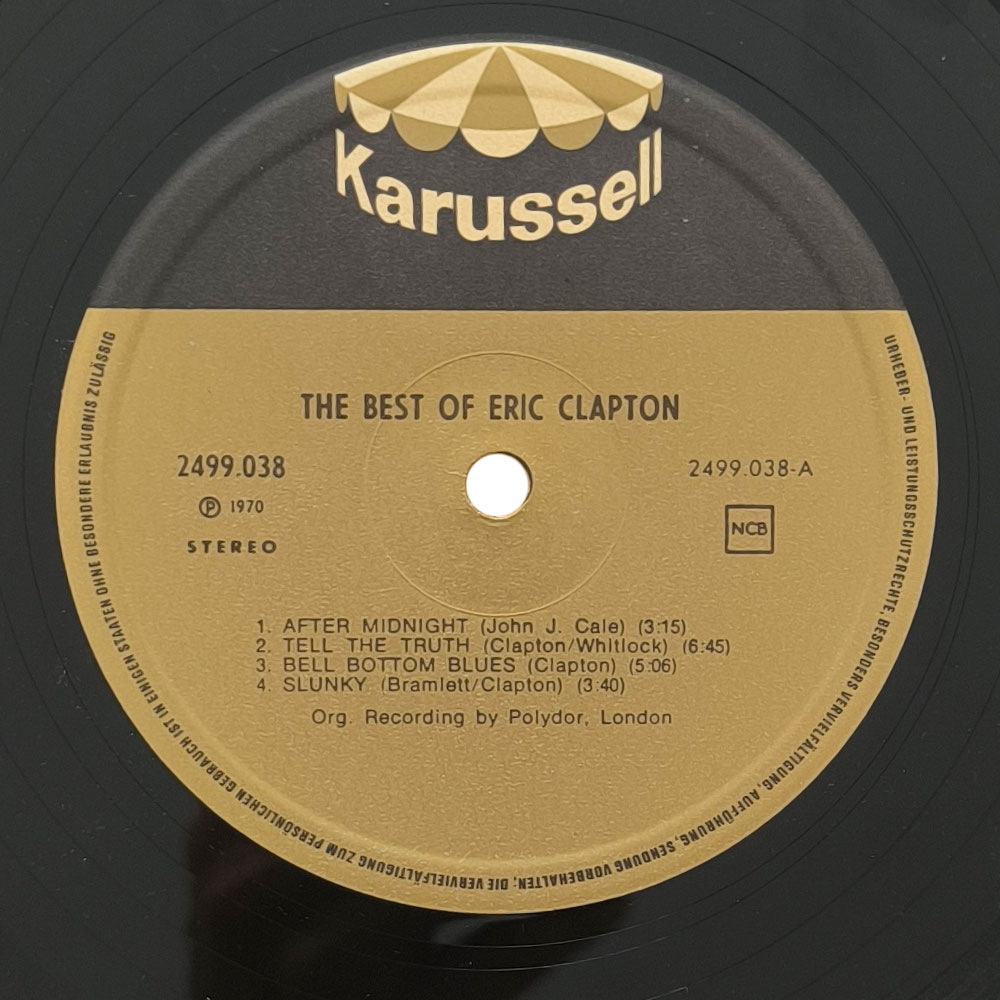 Karussell
THE BEST OF ERIC CLAPTON
2499.038
2499.038-A
Ⓟ 1970
NCB
STEREO
1. AFTER MIDNIGHT (John J. Cale) (3:15)
2. TELL THE TRUTH (Clapton/Whitlock) (6:45)
3. BELL BOTTOM BLUES (Clapton) (5:06)
4. SLUNKY (Bramlett/Clapton) (3:40)
Org. Recording by Polydor, London
URHEBER- UND LEISTUNGSSCHUTZRECHTE, BESONDERS VERVIELFÄLTIGUNG, AUFFÜHRUNG, SENDUNG VORBEHALTEN; DIE VERVIELFÄLTIGUNG ZUM PERSÖNLICHEN GEBRAUCH IST IN EINIGEN STAATEN OHNE BESONDERE ERLAUBNIS ZULÄSSIG